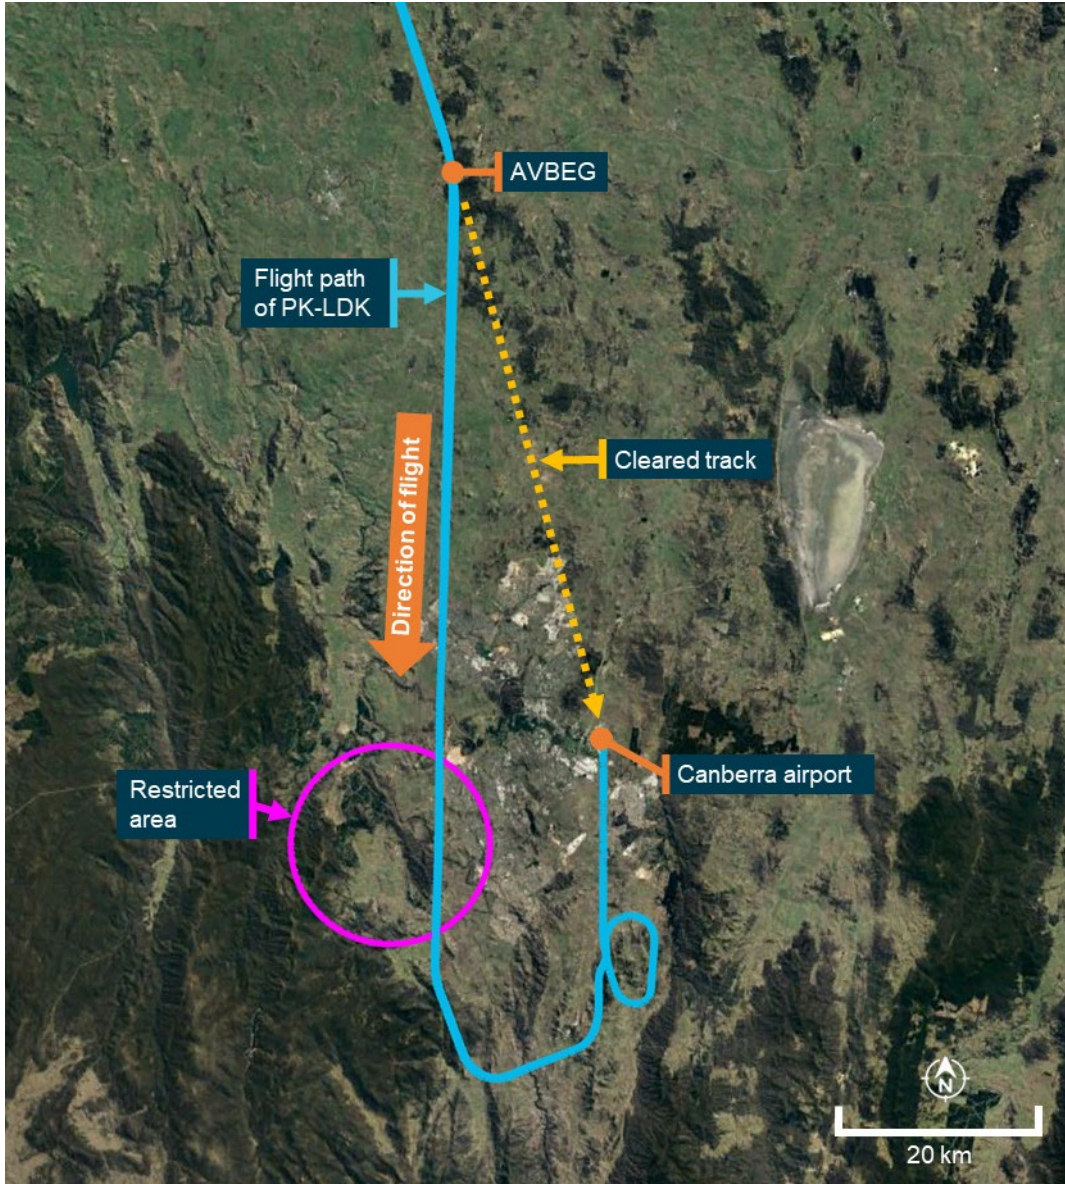 AVBEG
Flight path
of PK-LDK
Direction of flight
Cleared track
Canberra airport
Restricted
area
N
20 km